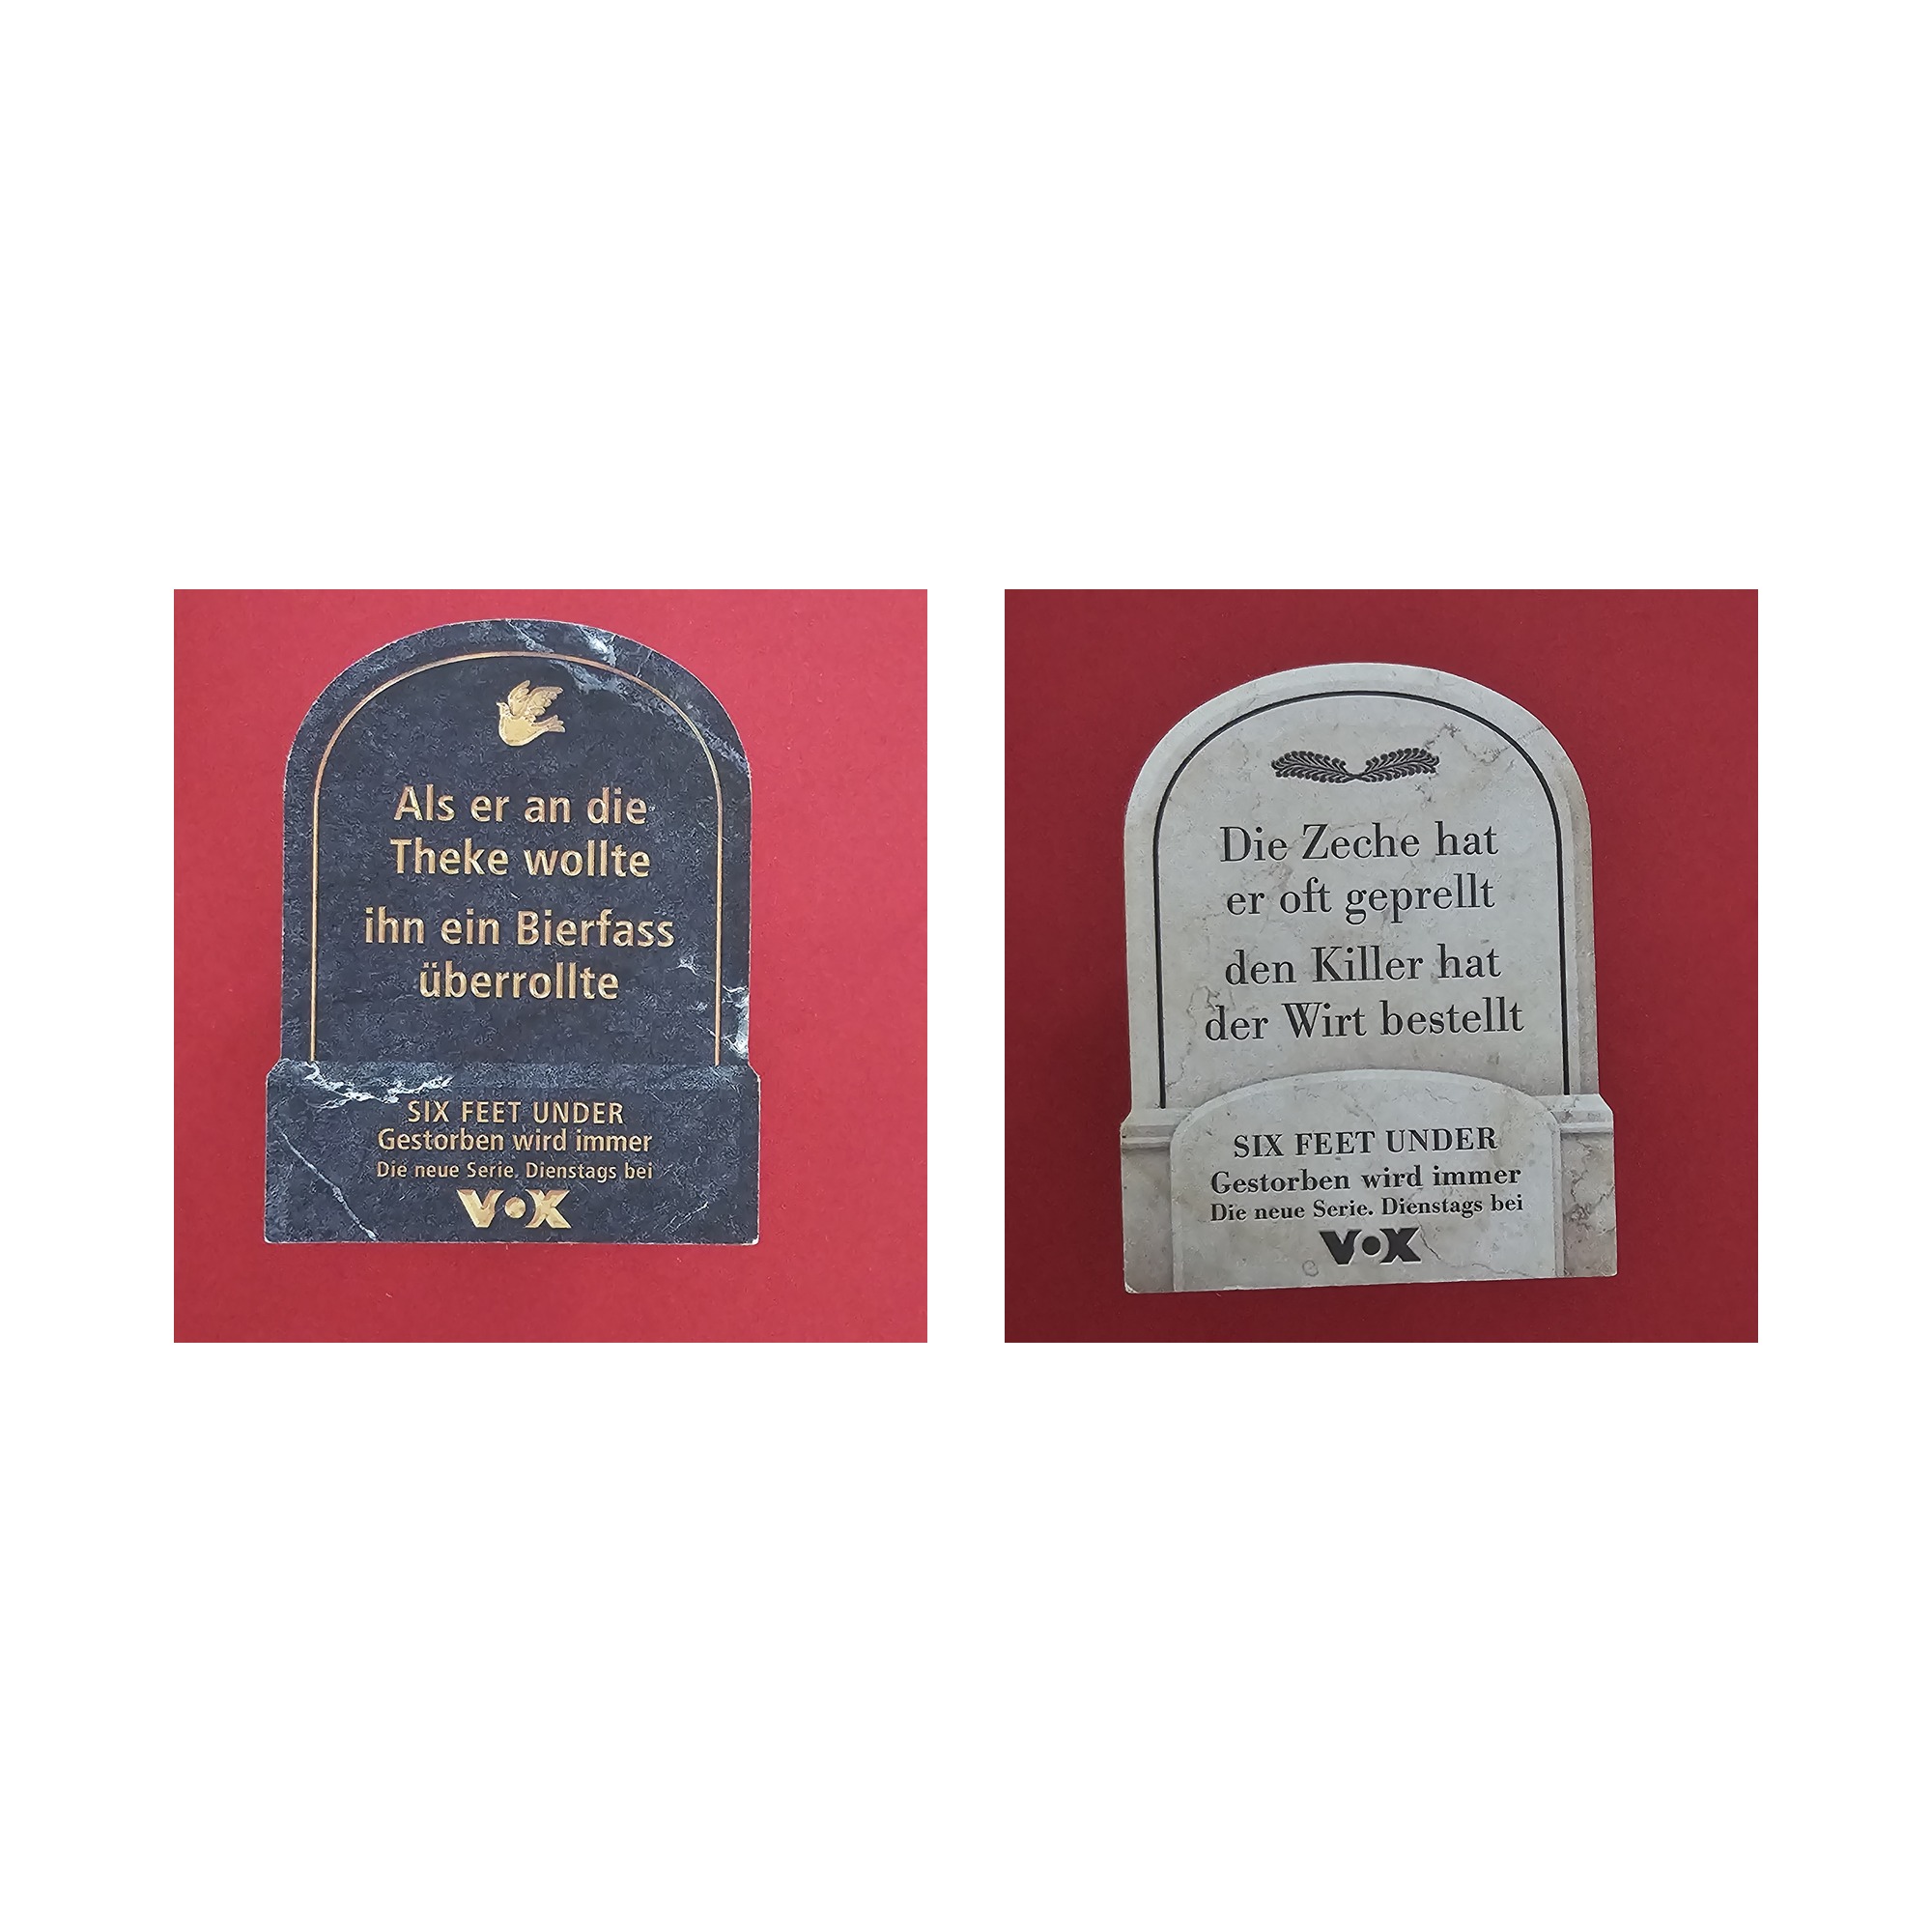 Als er an die
Theke wollte
ihn ein Bierfass
überrollte
SIX FEET UNDER
Gestorben wird immer
Die neue Serie. Dienstags bei
VOX
Die Zeche hat
er oft geprellt
den Killer hat
der Wirt bestellt
SIX FEET UNDER
Gestorben wird immer
Die neue Serie. Dienstags bei
VOX